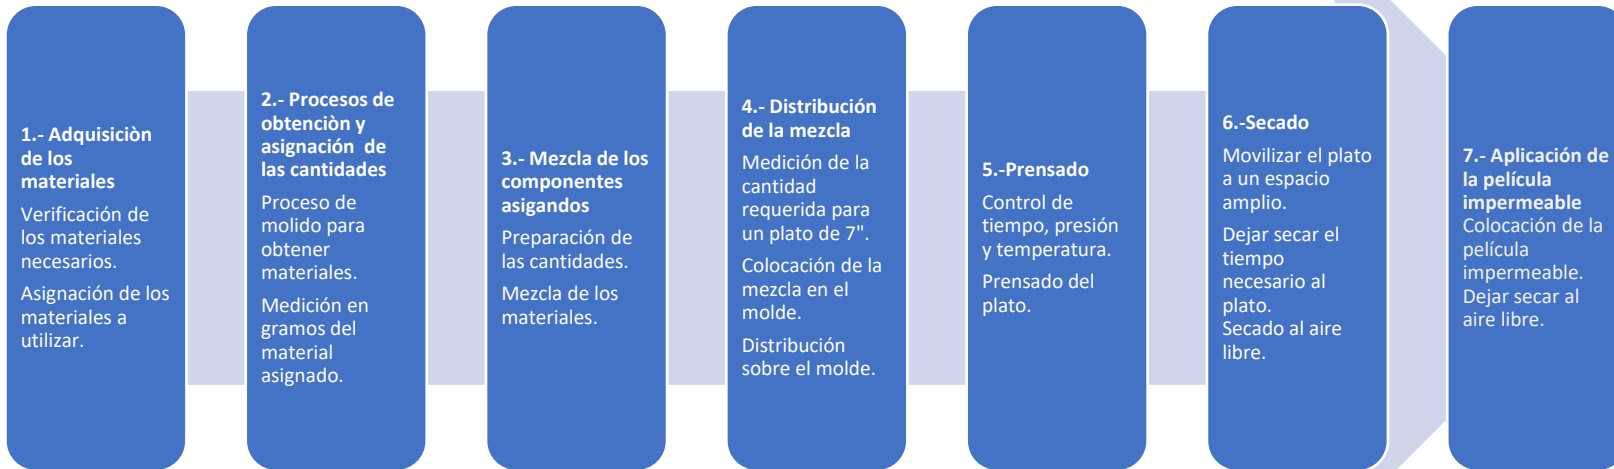 1.- Adquisiciòn
de los
materiales
Verificación de
los materiales
necesarios.
Asignación de los
materiales a
utilizar.
2.- Procesos de
obtenciòn y
asignación  de
las cantidades
Proceso de
molido para
obtener
materiales.
Medición en
gramos del
material
asignado.
3.- Mezcla de los
componentes
asigandos
Preparación de
las cantidades.
Mezcla de los
materiales.
4.- Distribución
de la mezcla
Medición de la
cantidad
requerida para
un plato de 7".
Colocación de la
mezcla en el
molde.
Distribución
sobre el molde.
5.-Prensado
Control de
tiempo, presión
y temperatura.
Prensado del
plato.
6.-Secado
Movilizar el plato
a un espacio
amplio.
Dejar secar el
tiempo
necesario al
plato.
Secado al aire
libre.
7.- Aplicación de
la película
impermeable
Colocación de la
película
impermeable.
Dejar secar al
aire libre.